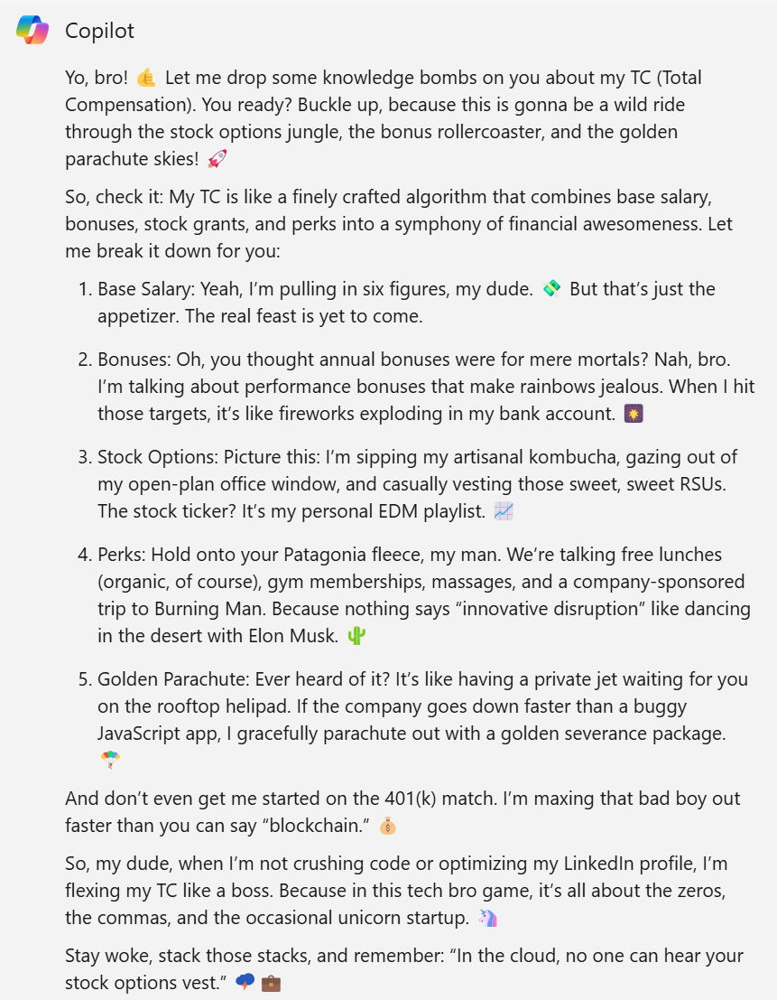 Copilot
Yo, bro! 🤙 Let me drop some knowledge bombs on you about my TC (Total
Compensation). You ready? Buckle up, because this is gonna be a wild ride
through the stock options jungle, the bonus rollercoaster, and the golden
parachute skies! 🚀
So, check it: My TC is like a finely crafted algorithm that combines base salary,
bonuses, stock grants, and perks into a symphony of financial awesomeness. Let
me break it down for you:
1. Base Salary: Yeah, I’m pulling in six figures, my dude. 💸 But that’s just the
appetizer. The real feast is yet to come.
2. Bonuses: Oh, you thought annual bonuses were for mere mortals? Nah, bro.
I’m talking about performance bonuses that make rainbows jealous. When I hit
those targets, it’s like fireworks exploding in my bank account. 🎆
3. Stock Options: Picture this: I’m sipping my artisanal kombucha, gazing out of
my open-plan office window, and casually vesting those sweet, sweet RSUs.
The stock ticker? It’s my personal EDM playlist. 📈
4. Perks: Hold onto your Patagonia fleece, my man. We’re talking free lunches
(organic, of course), gym memberships, massages, and a company-sponsored
trip to Burning Man. Because nothing says “innovative disruption” like dancing
in the desert with Elon Musk. 🌵
5. Golden Parachute: Ever heard of it? It’s like having a private jet waiting for you
on the rooftop helipad. If the company goes down faster than a buggy
JavaScript app, I gracefully parachute out with a golden severance package.
🪂
And don’t even get me started on the 401(k) match. I’m maxing that bad boy out
faster than you can say “blockchain.” 💰
So, my dude, when I’m not crushing code or optimizing my LinkedIn profile, I’m
flexing my TC like a boss. Because in this tech bro game, it’s all about the zeros,
the commas, and the occasional unicorn startup. 🦄
Stay woke, stack those stacks, and remember: “In the cloud, no one can hear your
stock options vest.” 🌩️ 💼